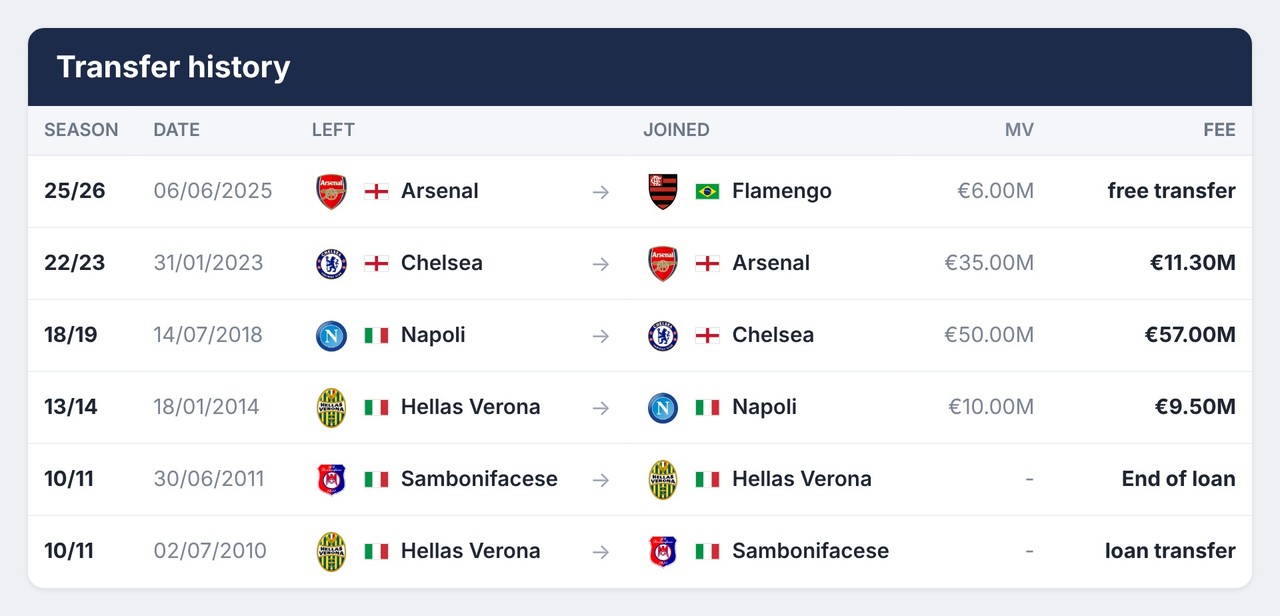 Transfer history
SEASON DATE LEFT JOINED MV FEE
25/26 06/06/2025 Arsenal → Flamengo €6.00M free transfer
22/23 31/01/2023 Chelsea → Arsenal €35.00M €11.30M
18/19 14/07/2018 Napoli → Chelsea €50.00M €57.00M
13/14 18/01/2014 Hellas Verona → Napoli €10.00M €9.50M
10/11 30/06/2011 Sambonifacese → Hellas Verona - End of loan
10/11 02/07/2010 Hellas Verona → Sambonifacese - loan transfer